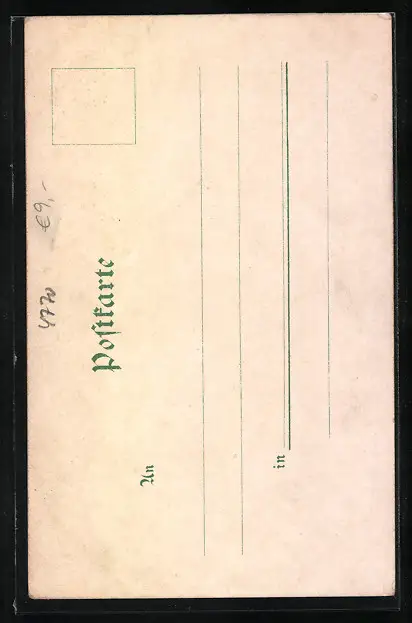 4770 €9,-
Postkarte
An
in